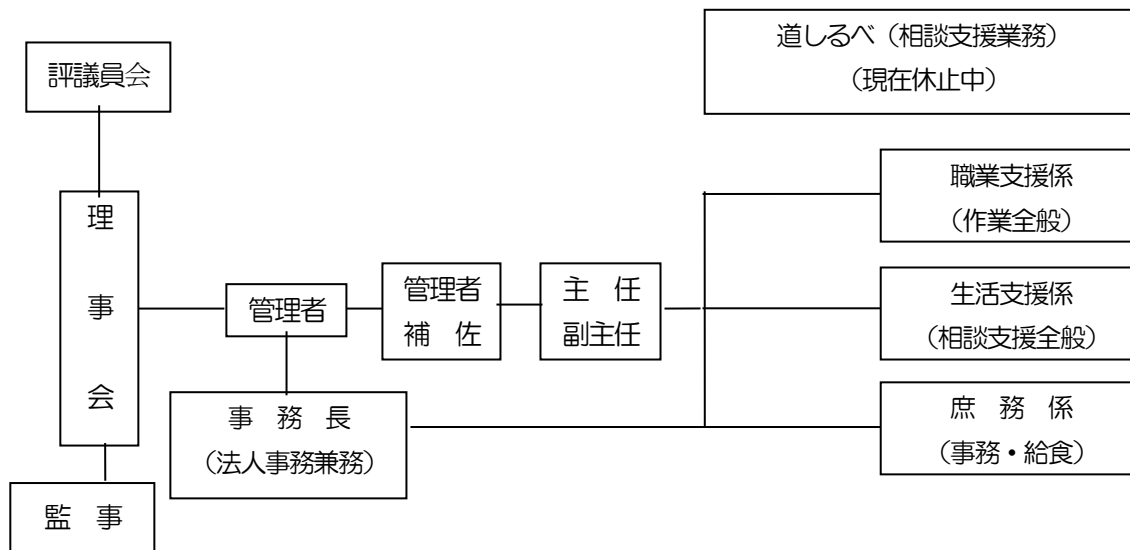 道しるべ（相談支援業務）
（現在休止中）
評議員会
理事会
管理者
管理者
補　佐
主　任
副主任
職業支援係
（作業全般）
生活支援係
（相談支援全般）
事　務　長
（法人事務兼務）
庶　務　係
（事務・給食）
監　事